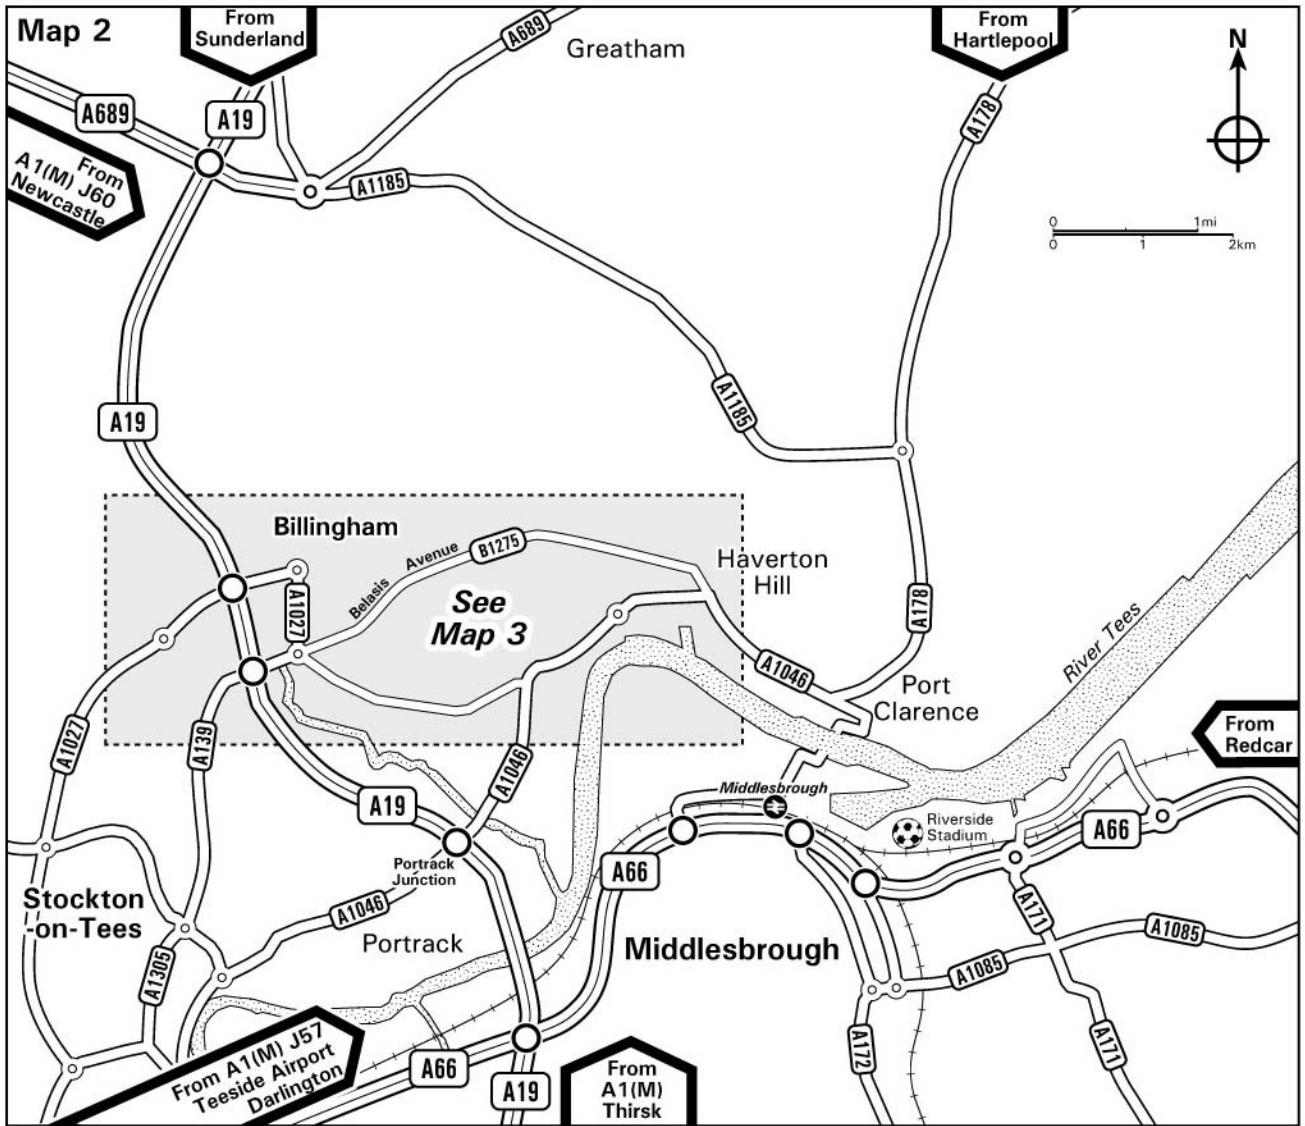 Map 2
From
Sunderland
A689
Greatham
From
Hartlepool
N
A689
A19
A178
From
A1(M) J60
Newcastle
A1185
0 1mi
0 1 2km
A1185
A19
Billingham
Belasis Avenue
B1275
Haverton
Hill
A1027
See
Map 3
A178
River Tees
A1046
Port
Clarence
A1027
A139
A1046
From
Redcar
Middlesbrough
A19
Riverside
Stadium
A66
Portrack
Junction
A66
Stockton
-on-Tees
A1046
A171
A1085
Portrack
Middlesbrough
A1305
A1085
From A1(M) J57
Teeside Airport
Darlington
A66
A19
From
A1(M)
Thirsk
A172
A171